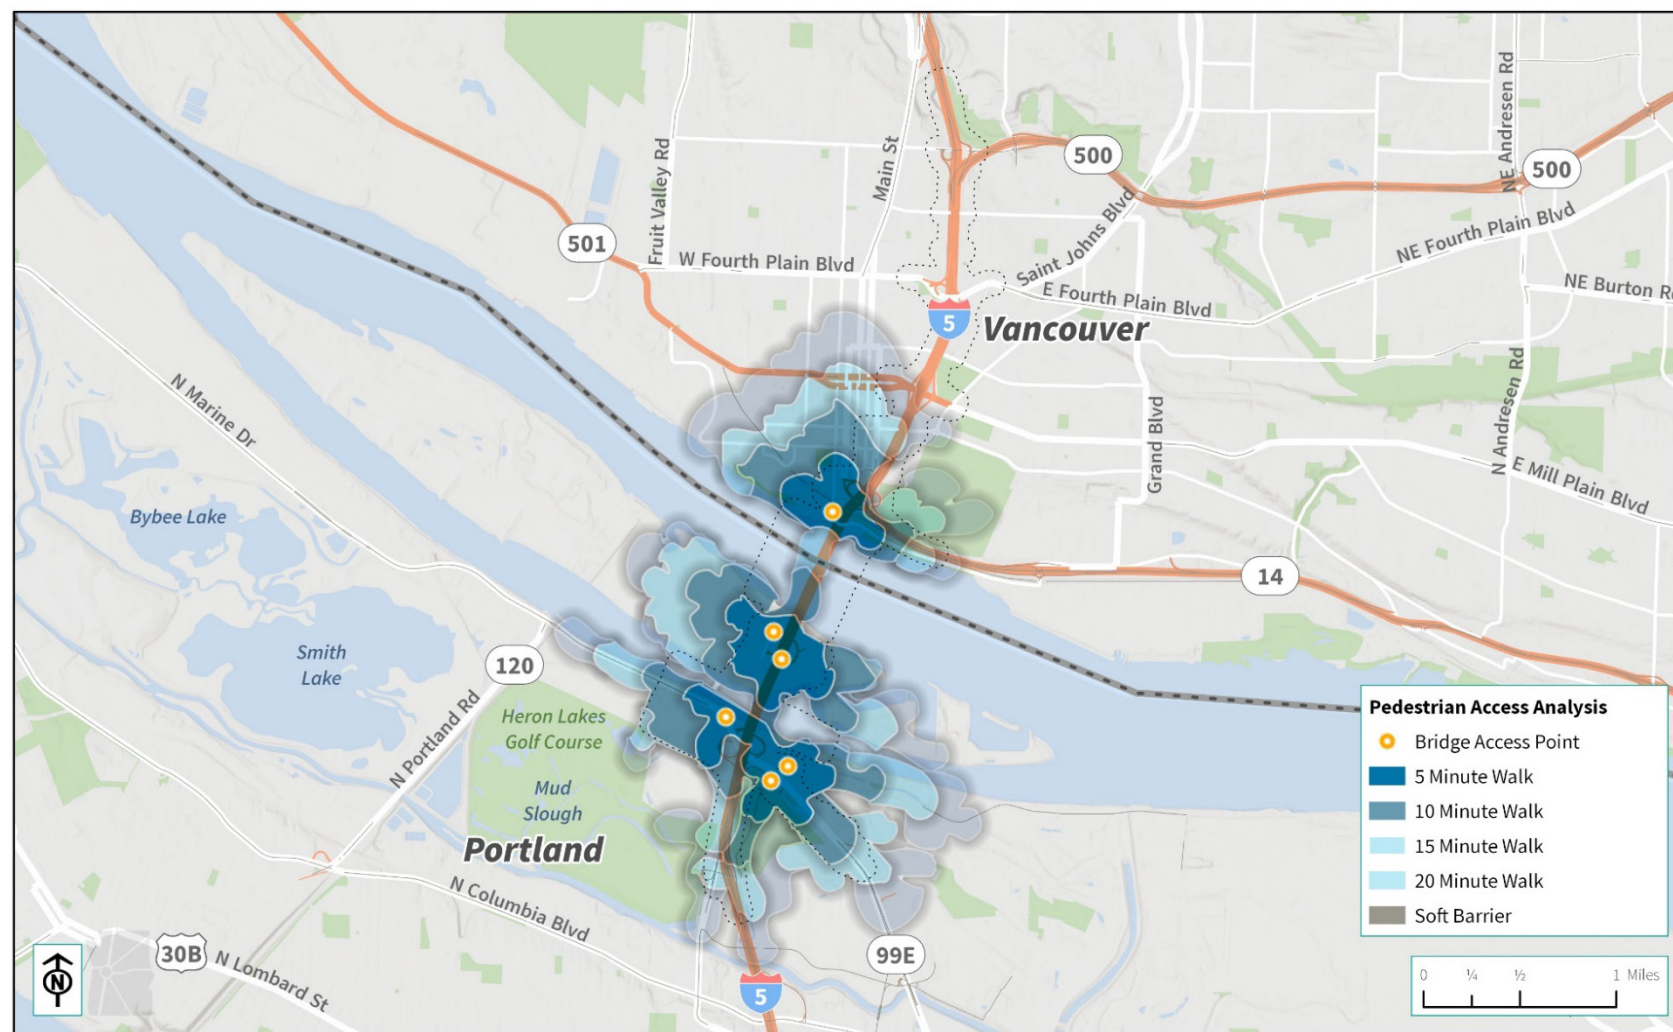 500
500
NE Andresen Rd
Main St
Fruit Valley Rd
501
W Fourth Plain Blvd
Saint Johns Blvd
NE Fourth Plain Blvd
E Fourth Plain Blvd
NE Burton R
5
Vancouver
N Marine Dr
Grand Blvd
N Andresen Rd
E Mill Plain Blvd
Bybee Lake
14
Smith
Lake
120
N Portland Rd
Heron Lakes
Golf Course
Mud
Slough
Portland
N Columbia Blvd
30B
N Lombard St
99E
5
N
Pedestrian Access Analysis
Bridge Access Point
5 Minute Walk
10 Minute Walk
15 Minute Walk
20 Minute Walk
Soft Barrier
0 ¼ ½ 1 Miles